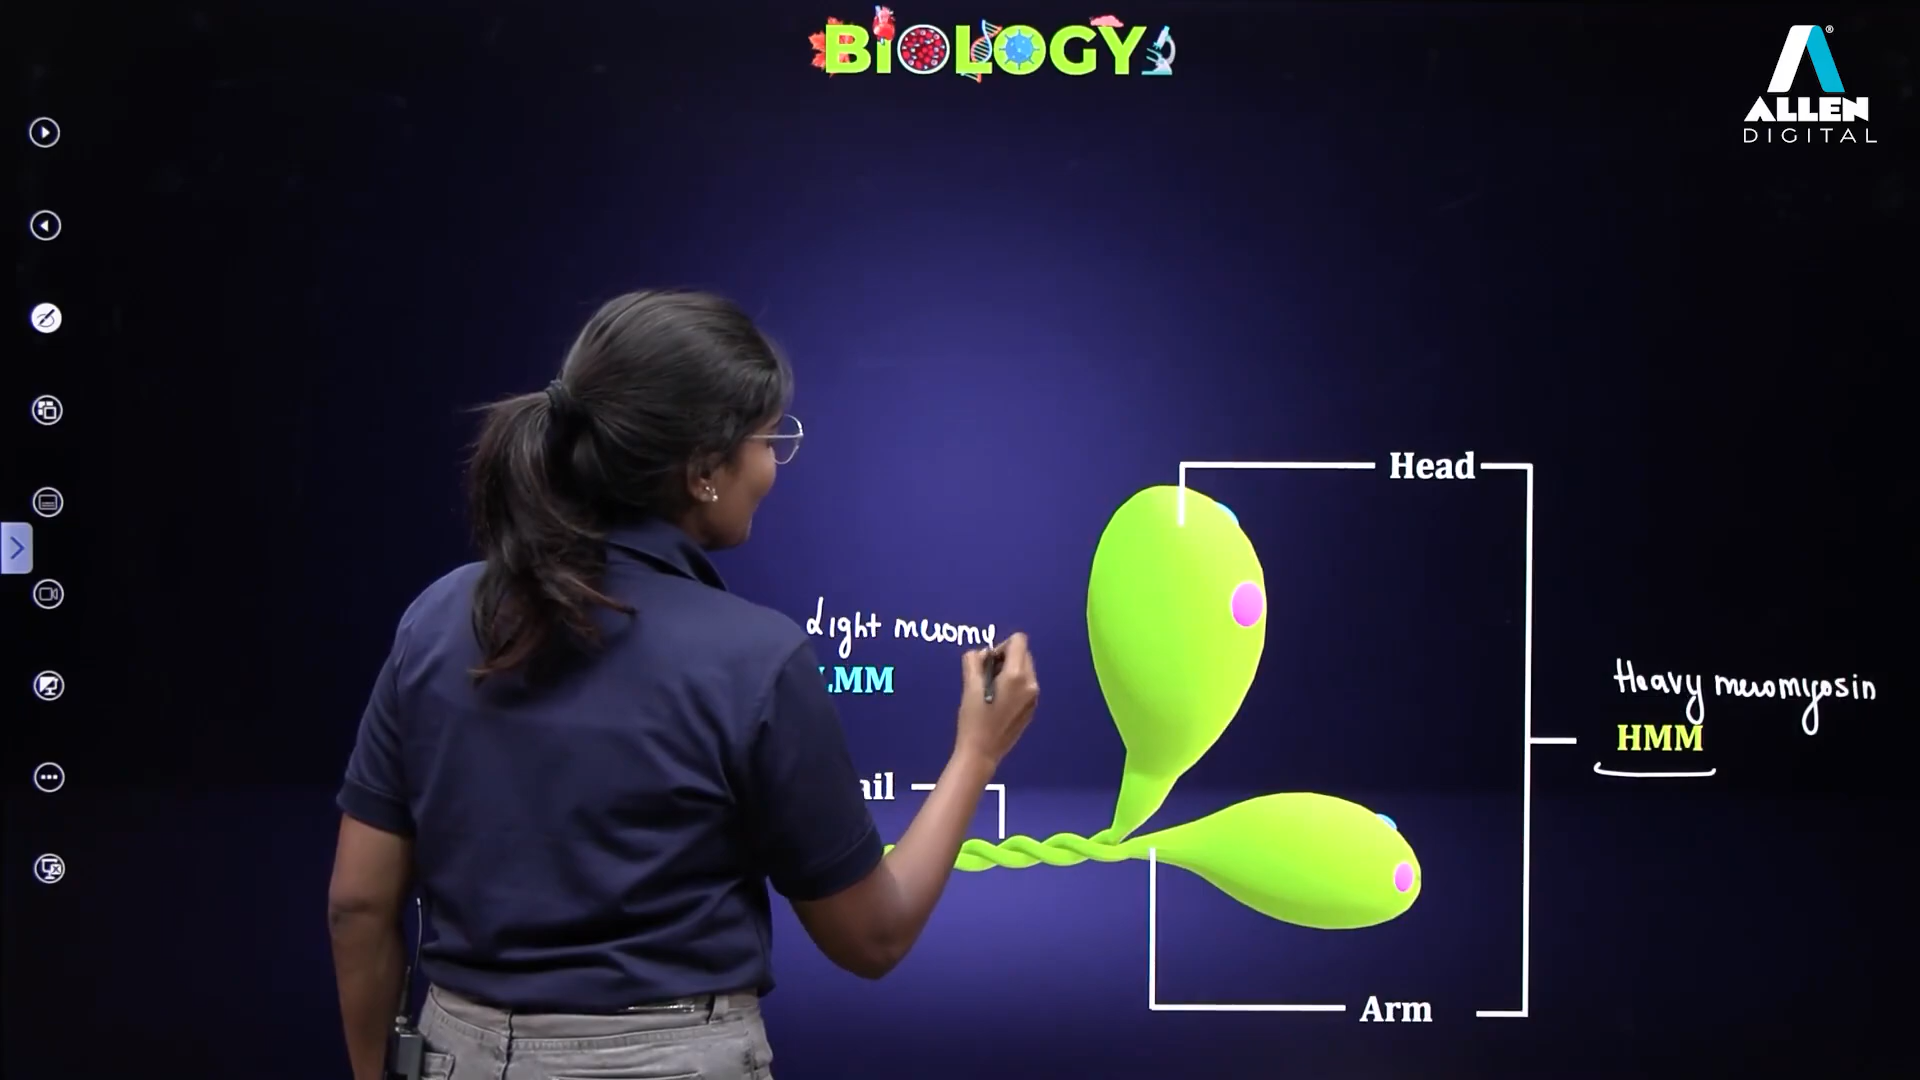 BIOLOGY
ALLEN
DIGITAL
Head
Light meromy
LMM
Heavy meromyosin
HMM
ail
Arm